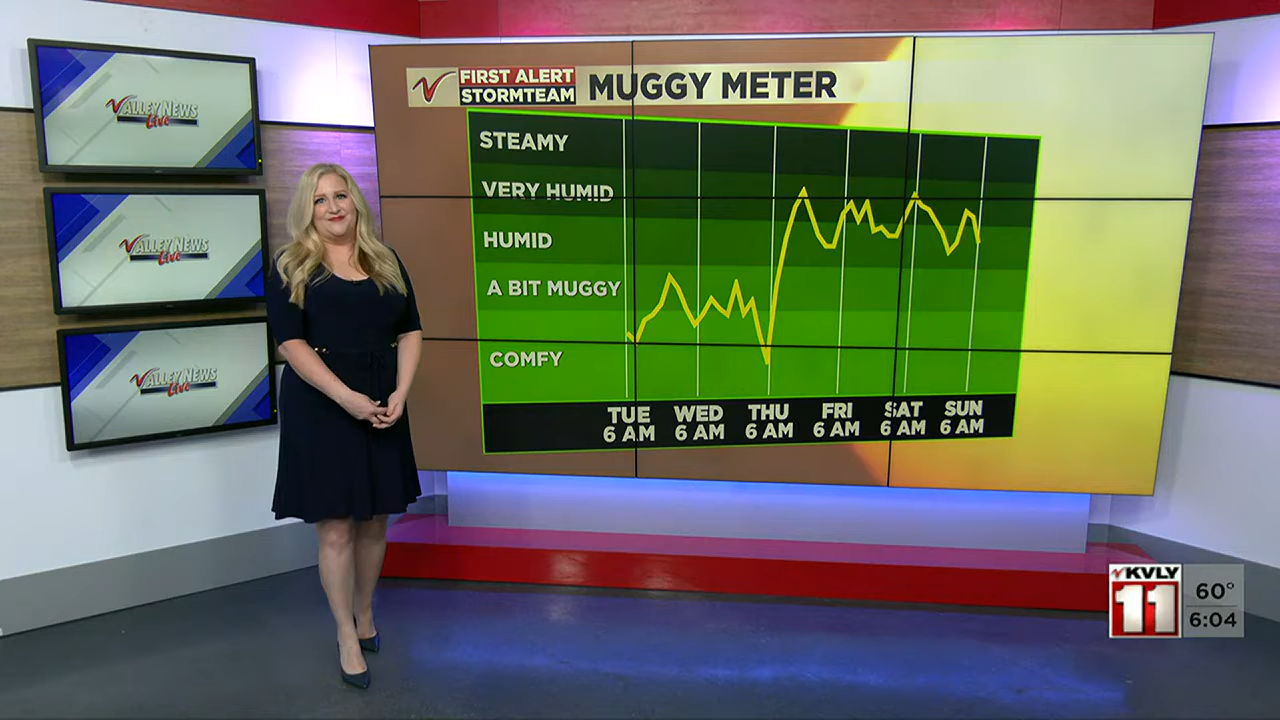 VALLEY NEWS
Live
VALLEY NEWS
Live
VALLEY NEWS
Live
FIRST ALERT
STORMTEAM
MUGGY METER
STEAMY
VERY HUMID
HUMID
A BIT MUGGY
COMFY
TUE WED THU FRI SAT SUN
6 AM 6 AM 6 AM 6 AM 6 AM 6 AM
KVLY
11
60°
6:04